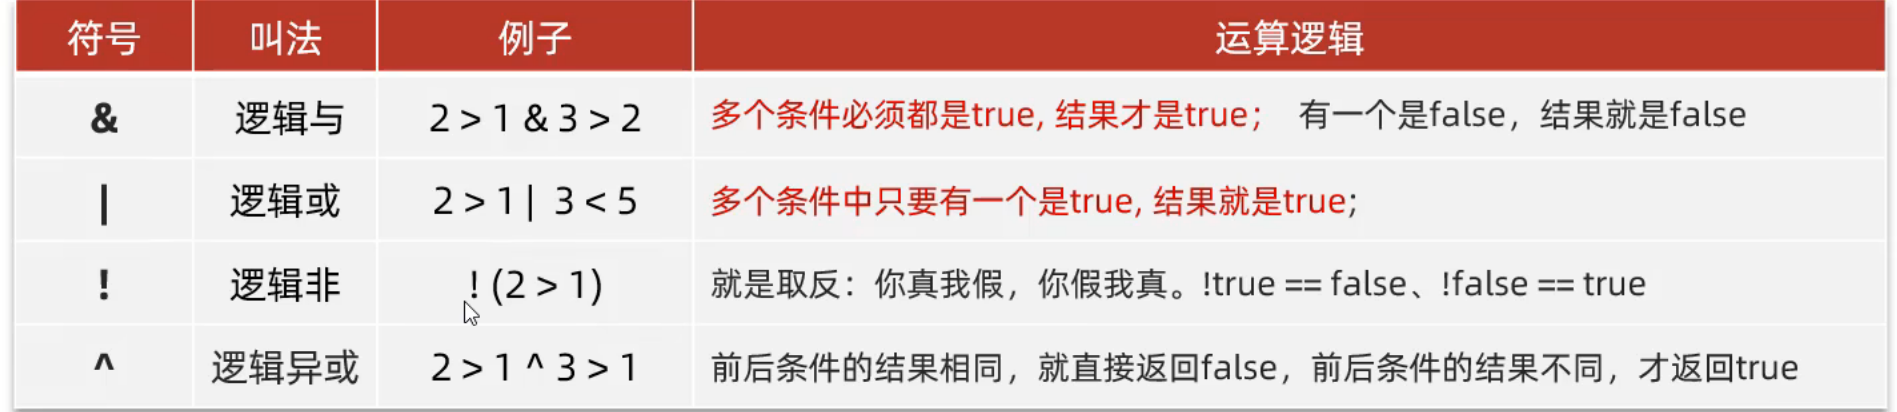 符号 叫法 例子 运算逻辑
& 逻辑与 2 > 1 & 3 > 2 多个条件必须都是true, 结果才是true； 有一个是false，结果就是false
| 逻辑或 2 > 1 | 3 < 5 多个条件中只要有一个是true, 结果就是true;
! 逻辑非 ! (2 > 1) 就是取反：你真我假，你假我真。!true == false、!false == true
^ 逻辑异或 2 > 1 ^ 3 > 1 前后条件的结果相同，就直接返回false，前后条件的结果不同，才返回true